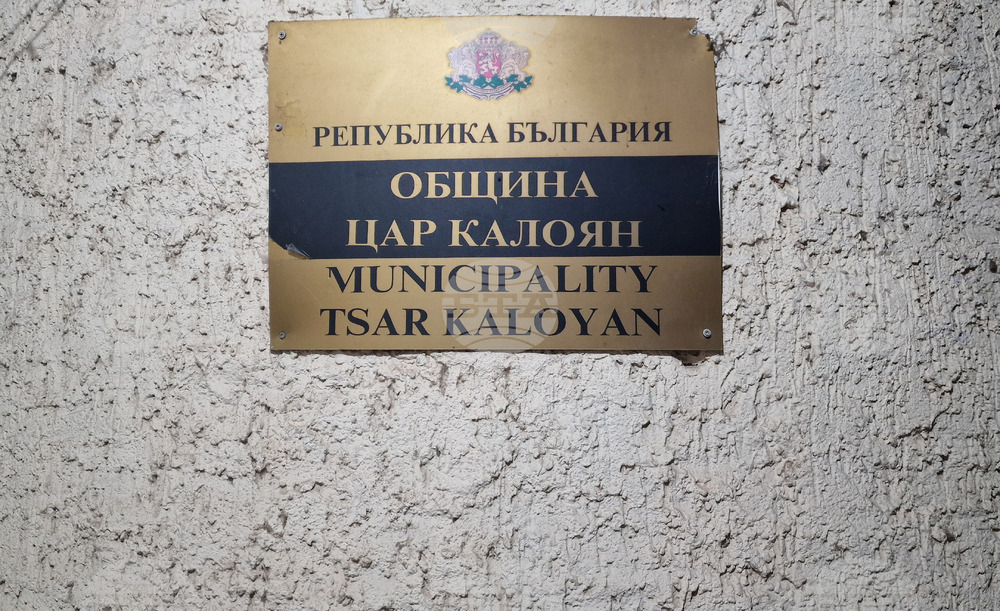 РЕПУБЛИКА БЪЛГАРИЯ
ОБЩИНА
ЦАР КАЛОЯН
MUNICIPALITY
TSAR KALOYAN